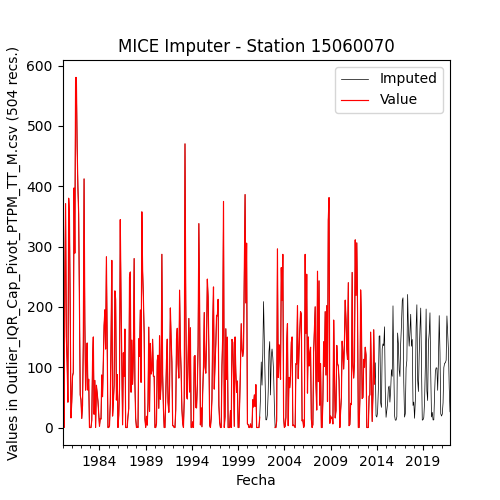 MICE Imputer - Station 15060070
Imputed
Value
Values in Outlier_IQR_Cap_Pivot_PTPM_TT_M.csv (504 recs.)
600
500
400
300
200
100
0
1984 1989 1994 1999 2004 2009 2014 2019
Fecha